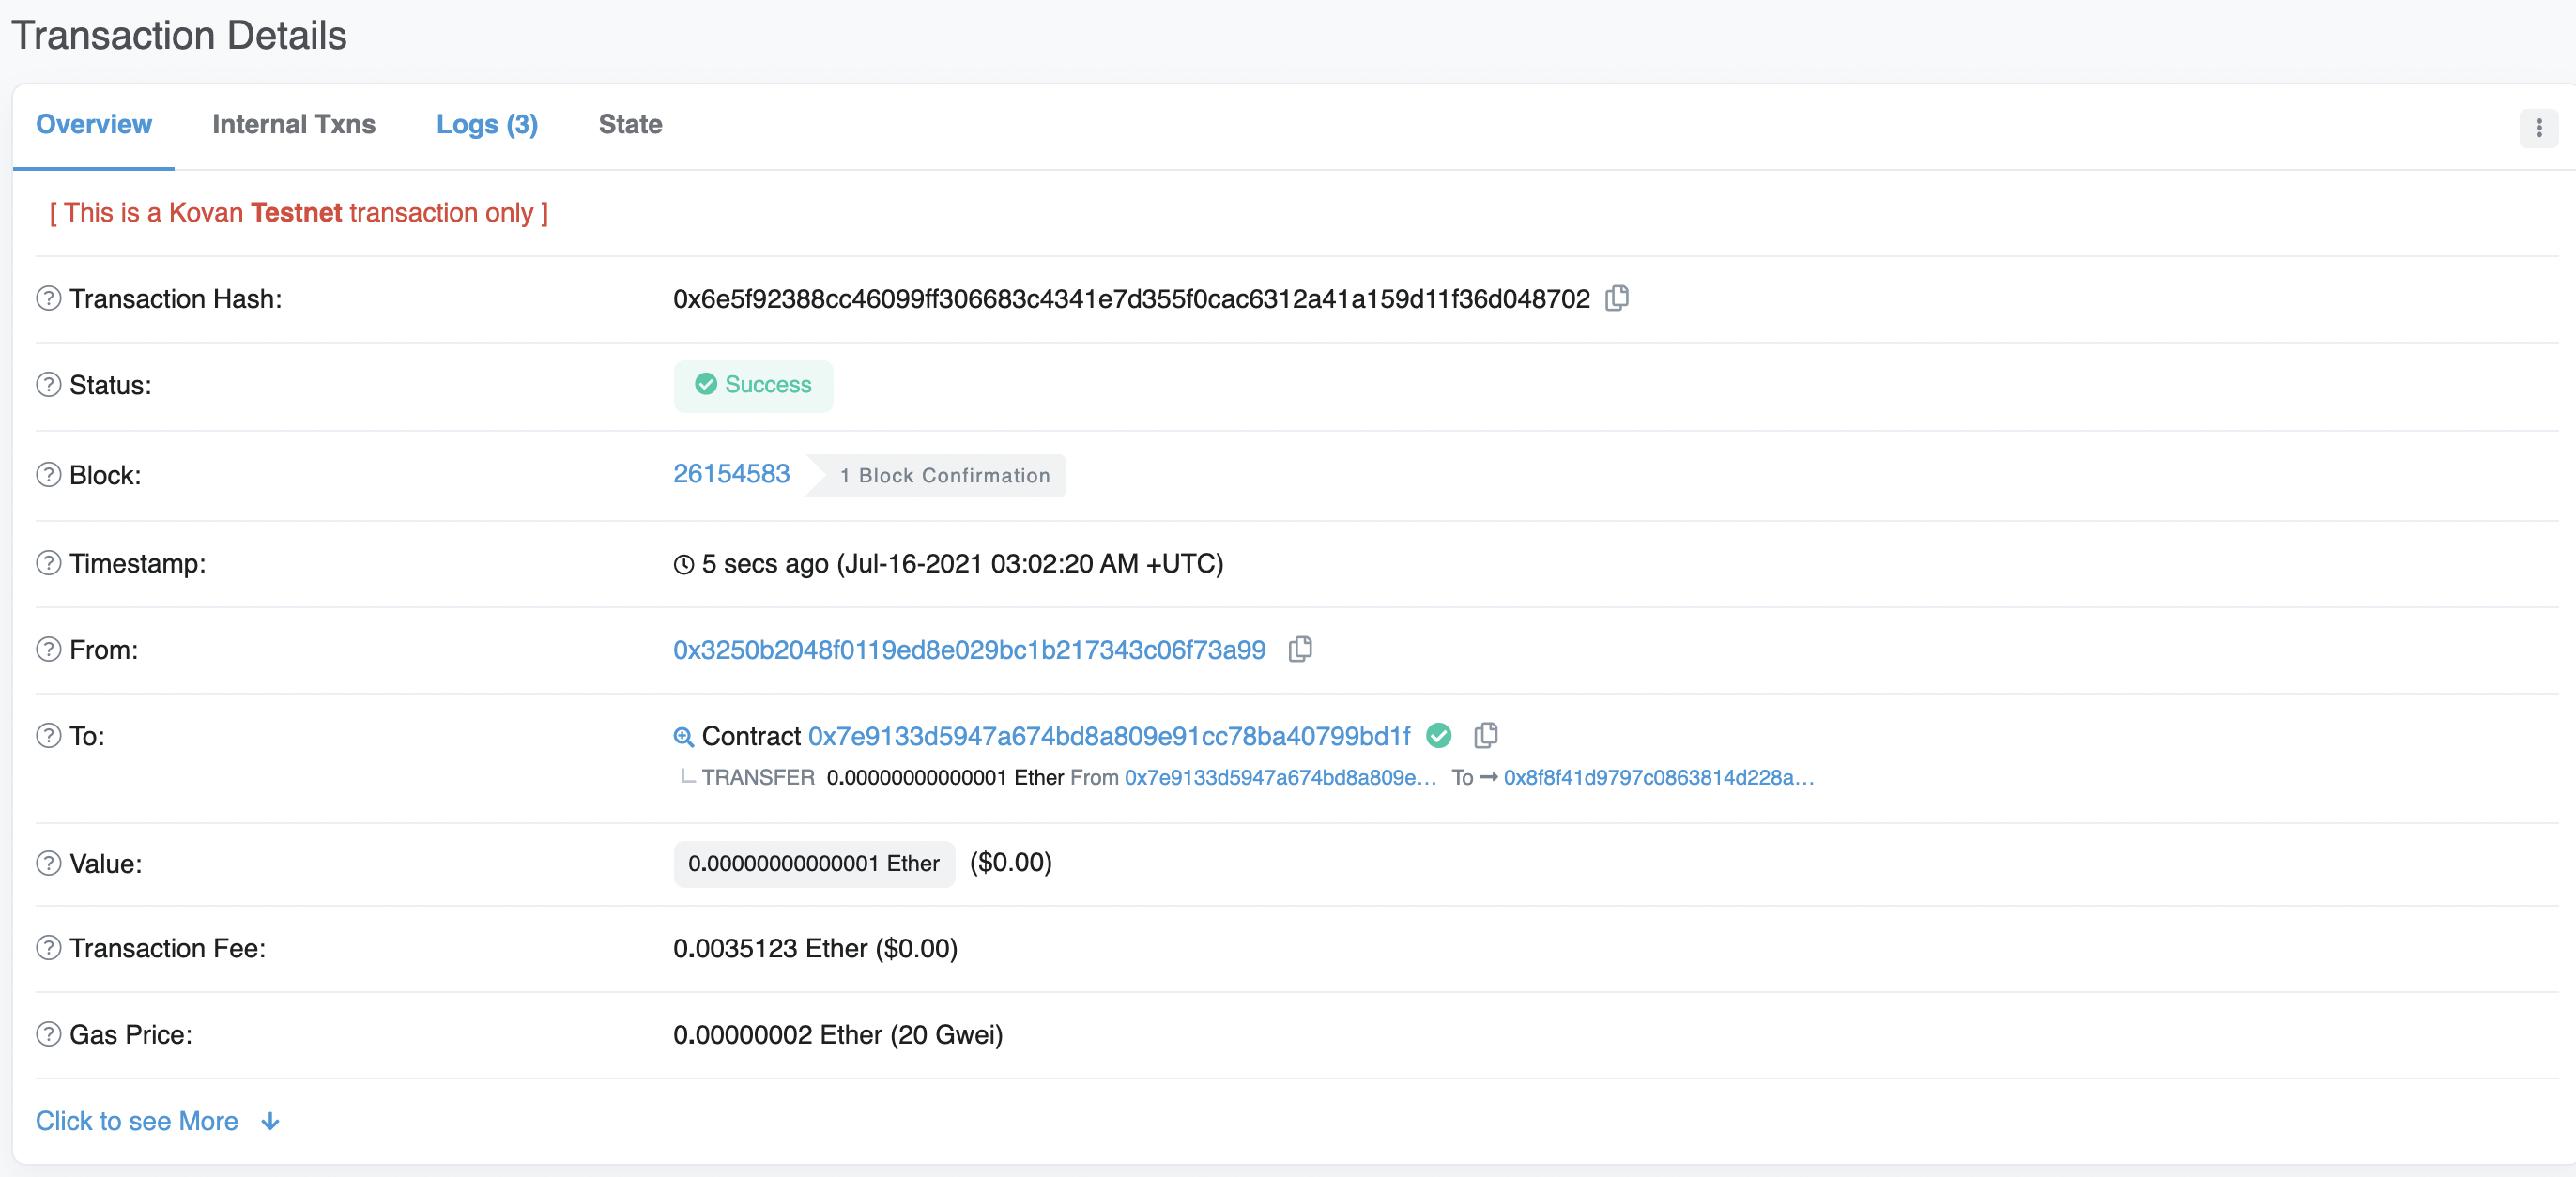 Transaction Details
Overview Internal Txns Logs (3) State
[ This is a Kovan Testnet transaction only ]
Transaction Hash: 0x6e5f92388cc46099ff306683c4341e7d355f0cac6312a41a159d11f36d048702
Status: Success
Block: 26154583 1 Block Confirmation
Timestamp: 5 secs ago (Jul-16-2021 03:02:20 AM +UTC)
From: 0x3250b2048f0119ed8e029bc1b217343c06f73a99
To: Contract 0x7e9133d5947a674bd8a809e91cc78ba40799bd1f
TRANSFER 0.00000000000001 Ether From 0x7e9133d5947a674bd8a809e... To → 0x8f8f41d9797c0863814d228a...
Value: 0.00000000000001 Ether ($0.00)
Transaction Fee: 0.0035123 Ether ($0.00)
Gas Price: 0.00000002 Ether (20 Gwei)
Click to see More ↓